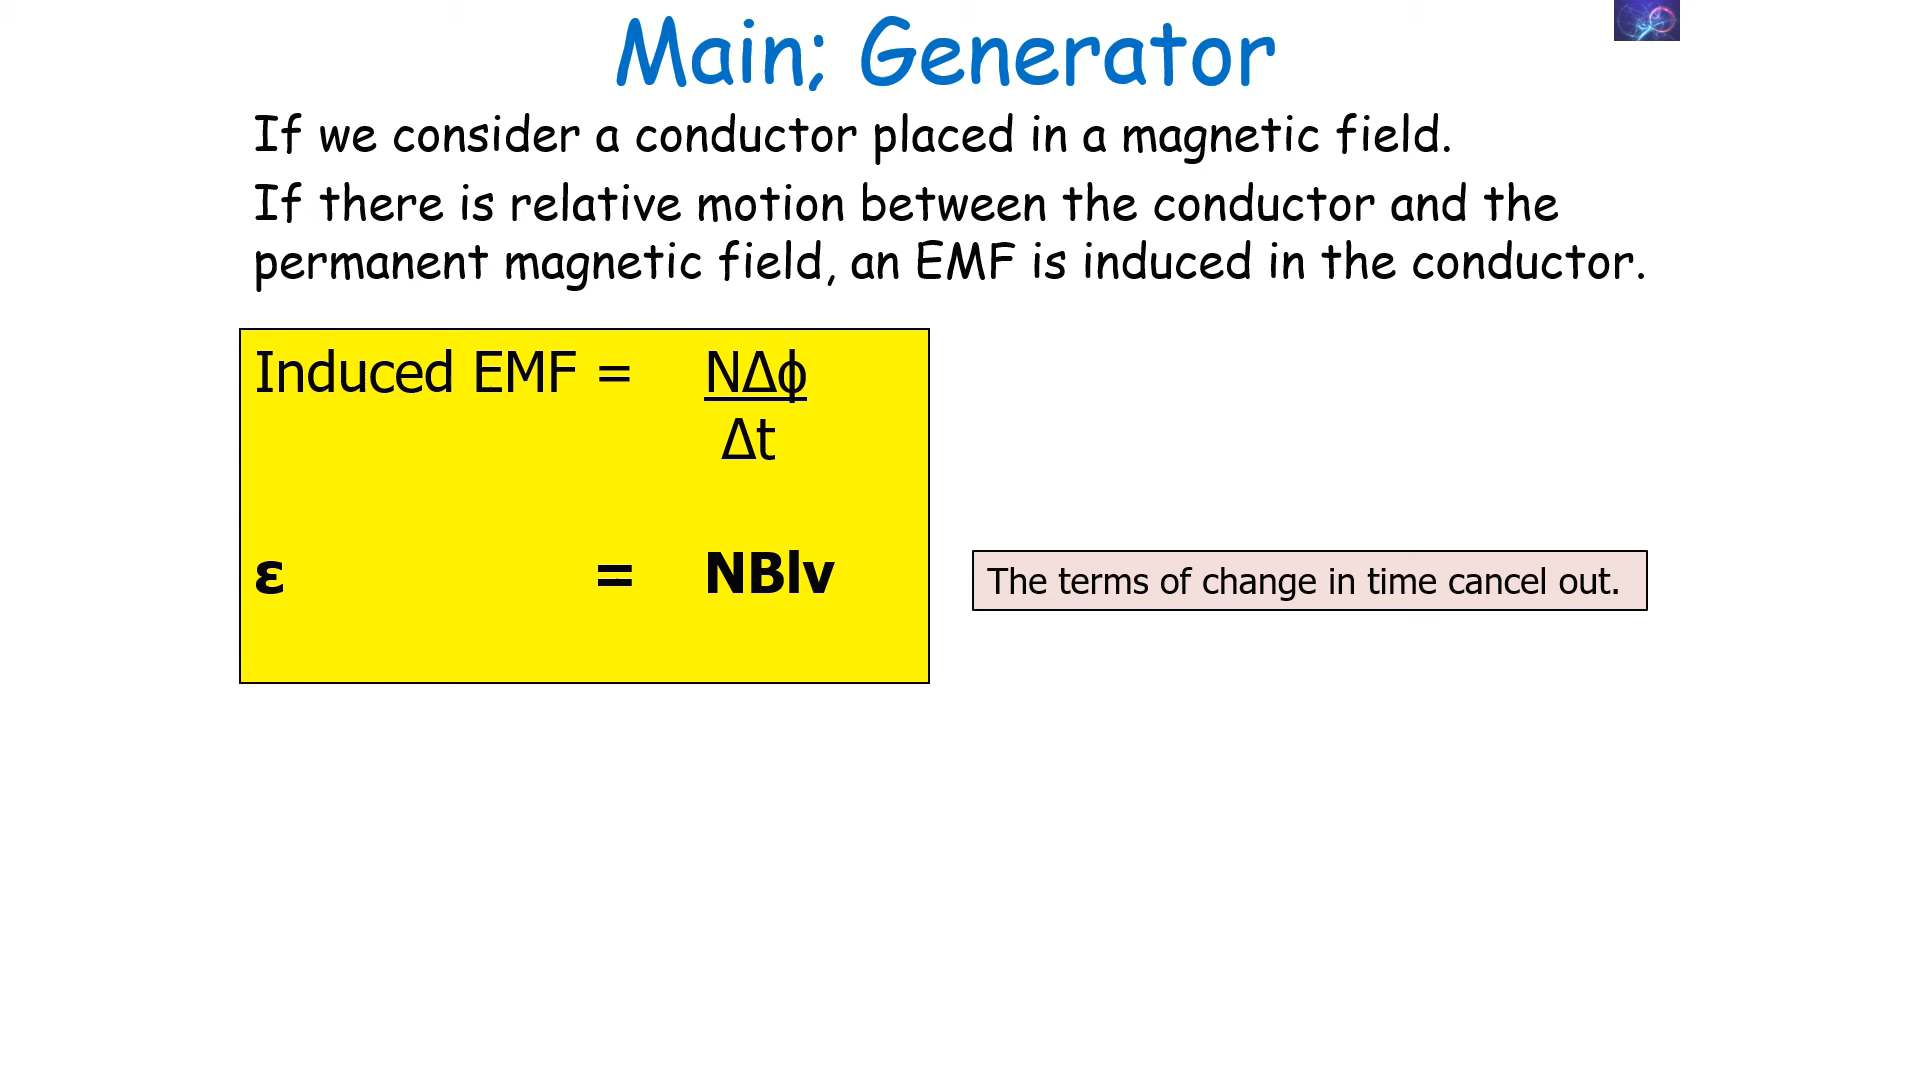 Main; Generator
If we consider a conductor placed in a magnetic field.
If there is relative motion between the conductor and the
permanent magnetic field, an EMF is induced in the conductor.
Induced EMF = NΔϕ
Δt
ε = NBlv
The terms of change in time cancel out.